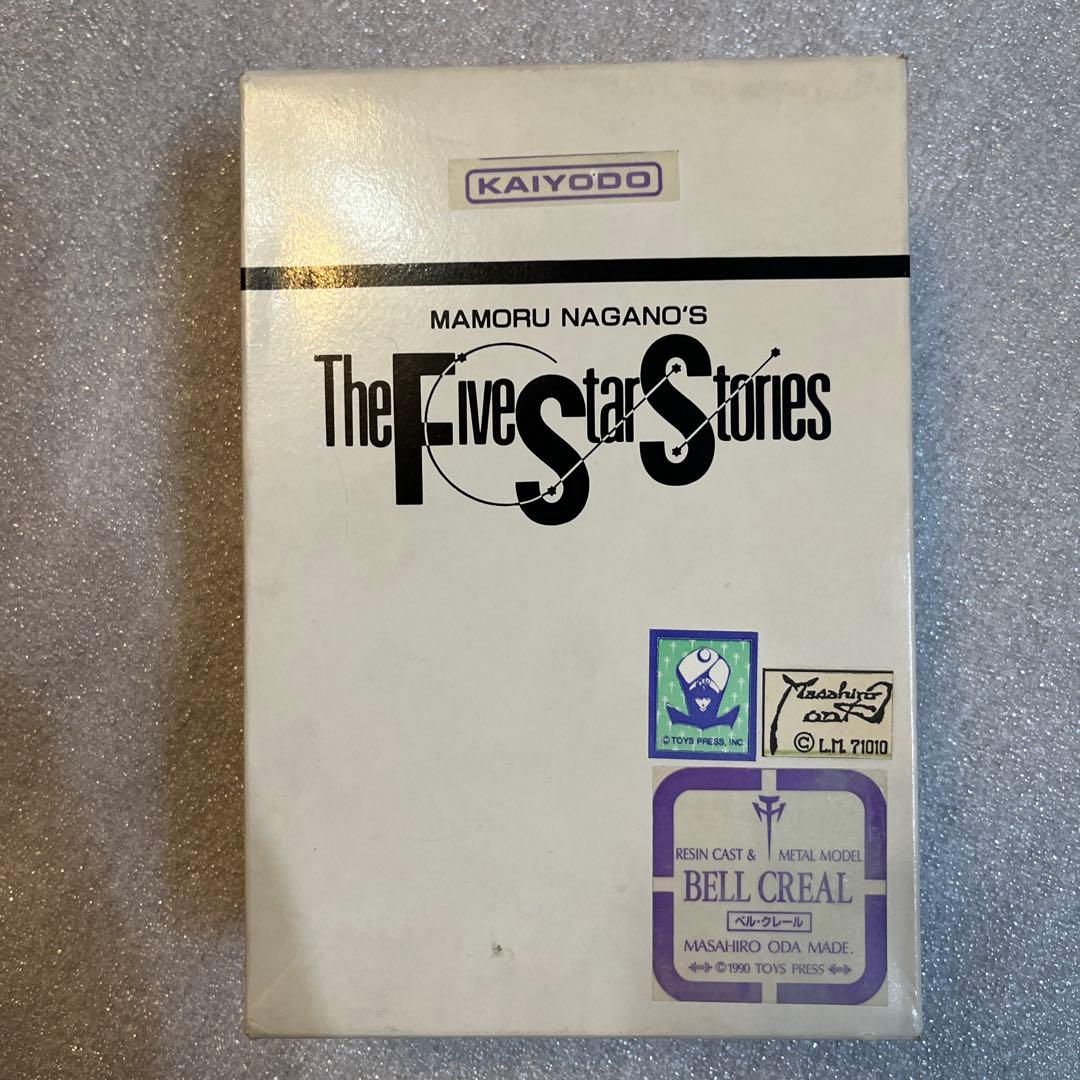 KAIYODO
MAMORU NAGANO'S
The Five Star Stories
© TOYS PRESS, INC.
Masahiro
© L.M. 71010
RESIN CAST & METAL MODEL
BELL CREAL
ベル・クレール
MASAHIRO ODA MADE.
© 1990 TOYS PRESS